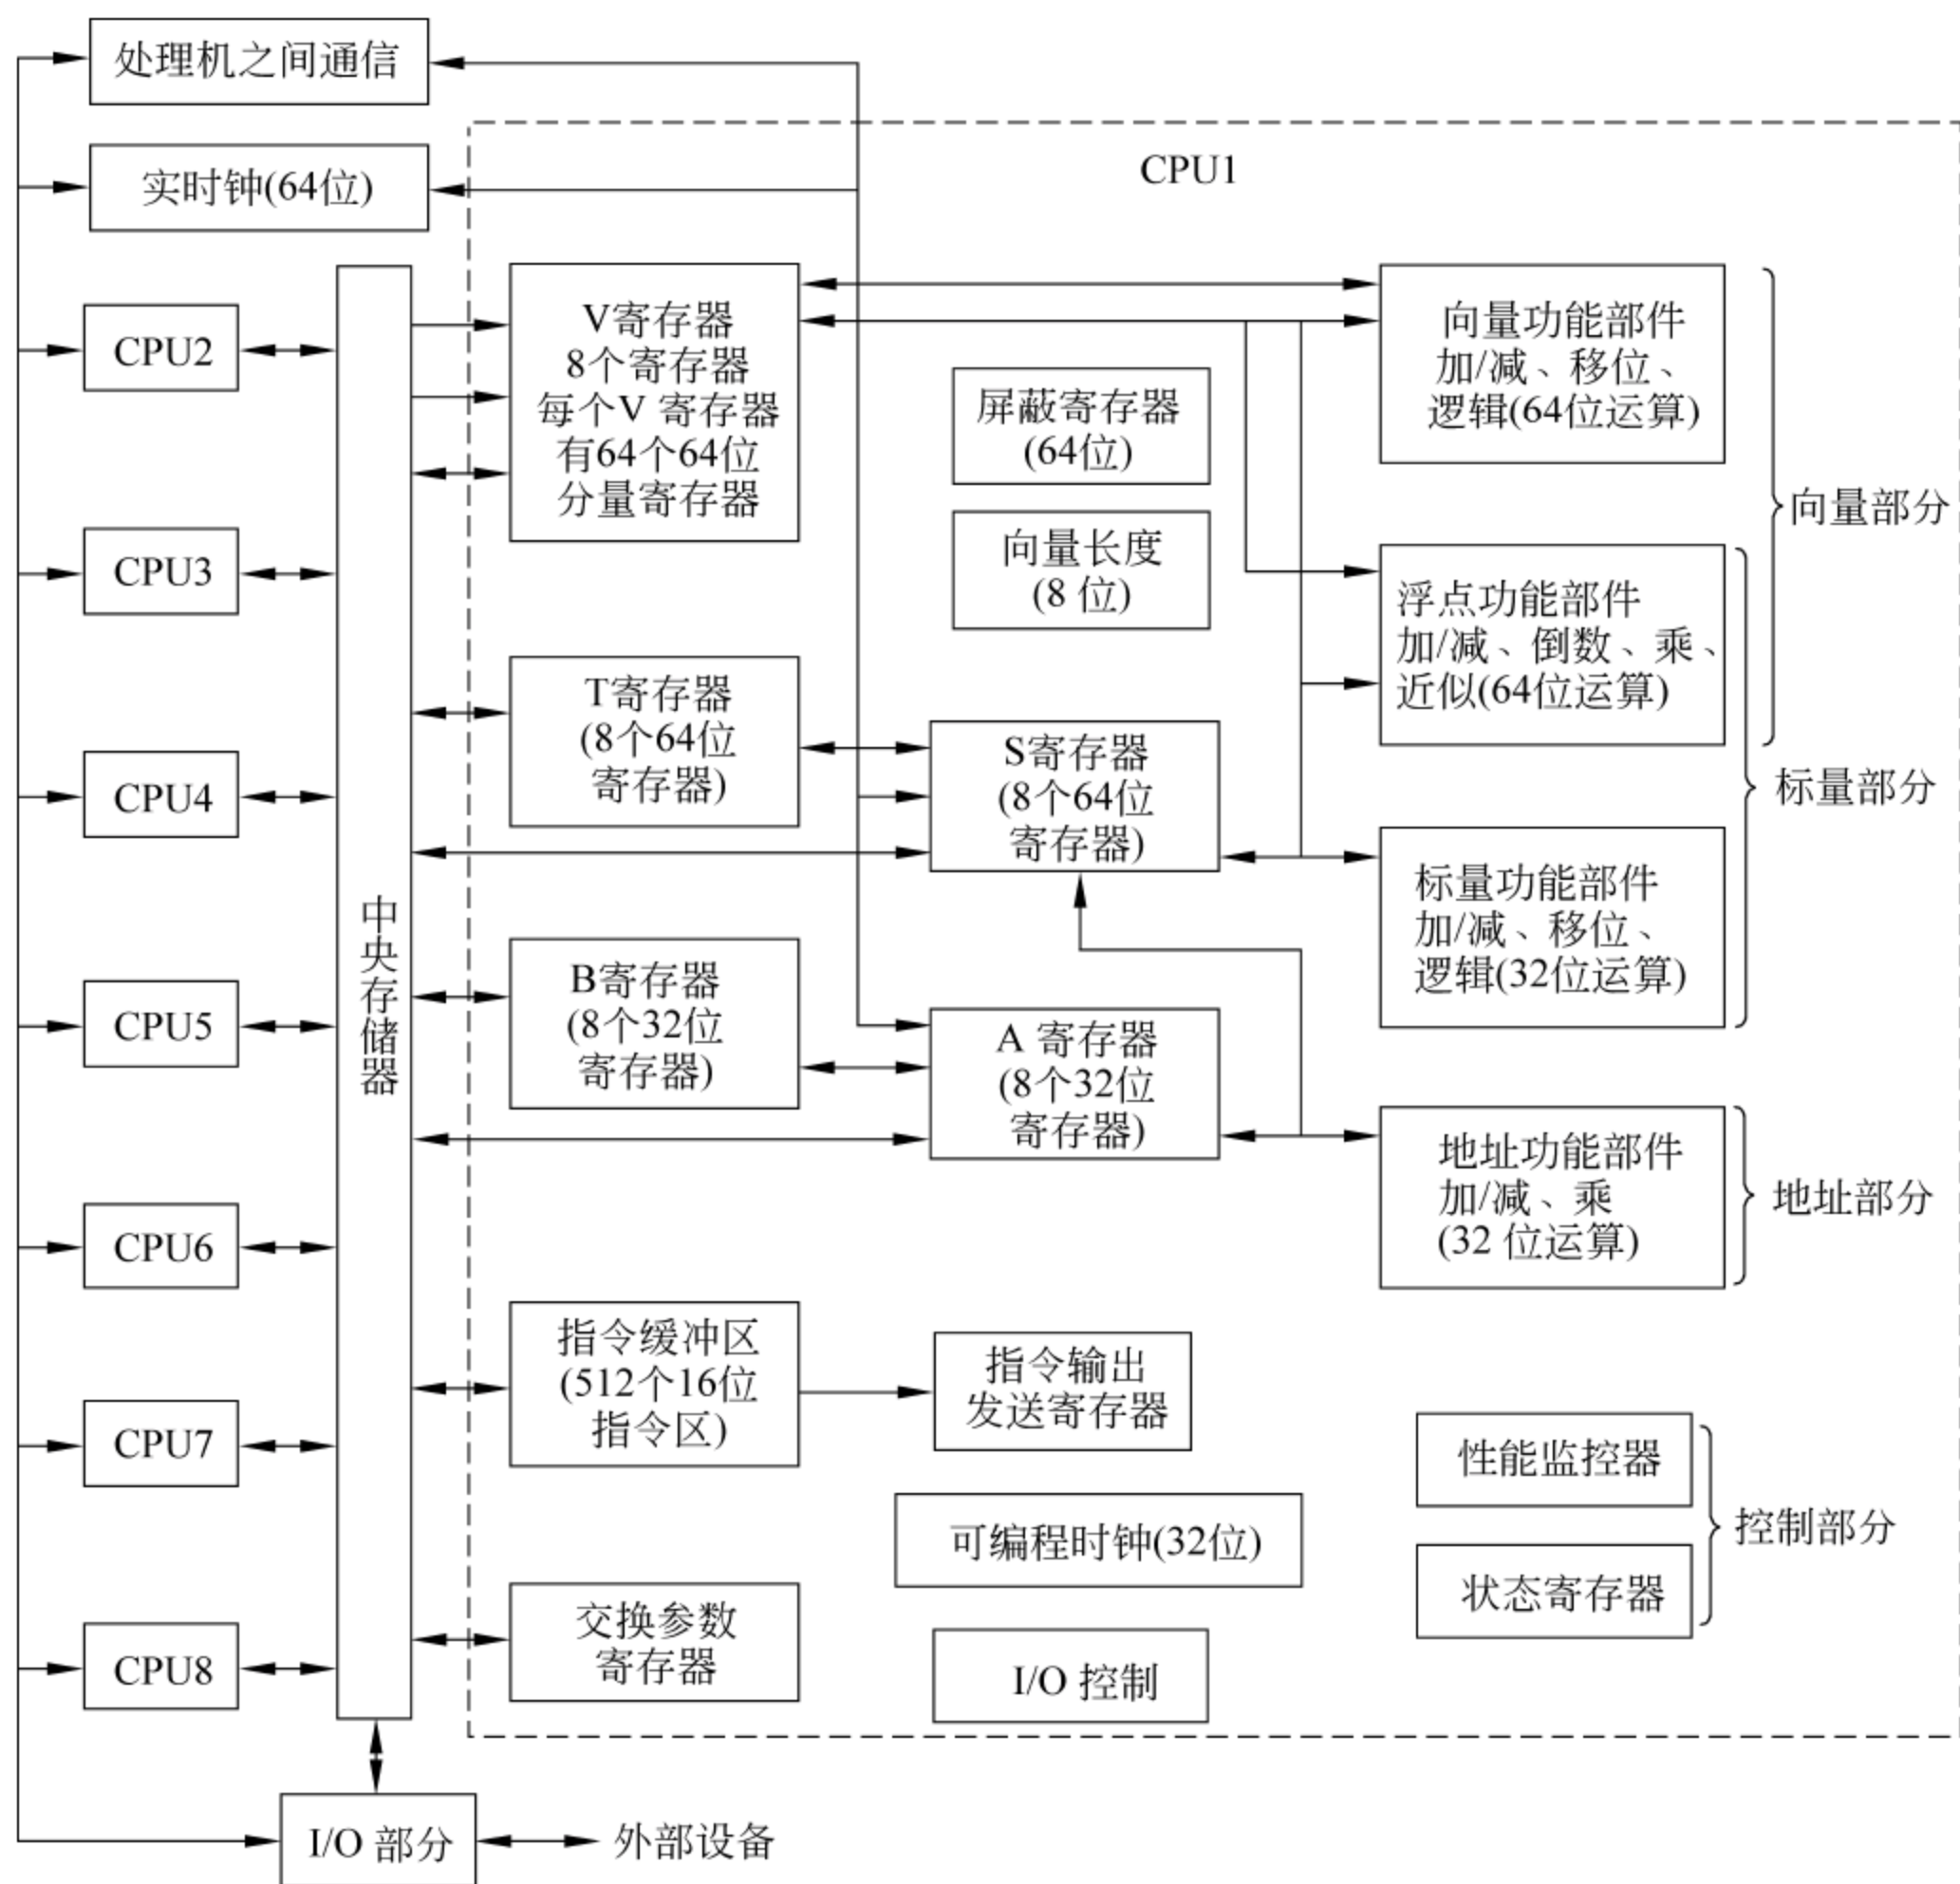 处理机之间通信
实时钟(64位)
CPU1
CPU2
CPU3
CPU4
CPU5
CPU6
CPU7
CPU8
中央存储器
V寄存器
8个寄存器
每个V 寄存器
有64个64位
分量寄存器
屏蔽寄存器
(64位)
向量长度
(8 位)
向量功能部件
加/减、移位、
逻辑(64位运算)
向量部分
浮点功能部件
加/减、倒数、乘、
近似(64位运算)
标量部分
T寄存器
(8个64位
寄存器)
S寄存器
(8个64位
寄存器)
标量功能部件
加/减、移位、
逻辑(32位运算)
B寄存器
(8个32位
寄存器)
A 寄存器
(8个32位
寄存器)
地址功能部件
加/减、乘
(32 位运算)
地址部分
指令缓冲区
(512个16位
指令区)
指令输出
发送寄存器
性能监控器
可编程时钟(32位)
控制部分
状态寄存器
交换参数
寄存器
I/O 控制
I/O 部分
外部设备